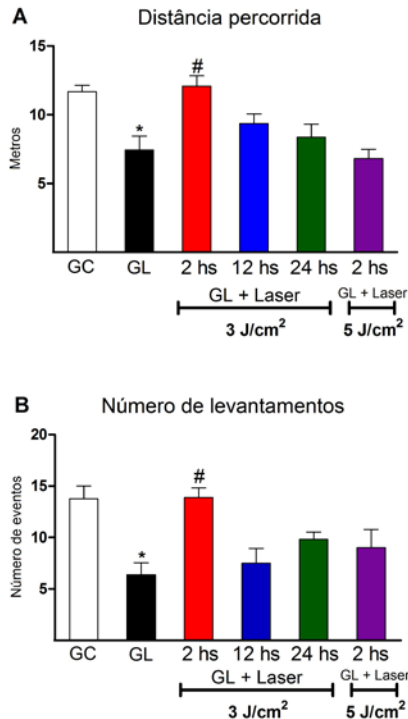 A
Distância percorrida
Metros
15
10
5
#
*
GC GL 2 hs 12 hs 24 hs 2 hs
GL + Laser GL + Laser
3 J/cm² 5 J/cm²
B
Número de levantamentos
Número de eventos
20
15
10
5
#
*
GC GL 2 hs 12 hs 24 hs 2 hs
GL + Laser GL + Laser
3 J/cm² 5 J/cm²